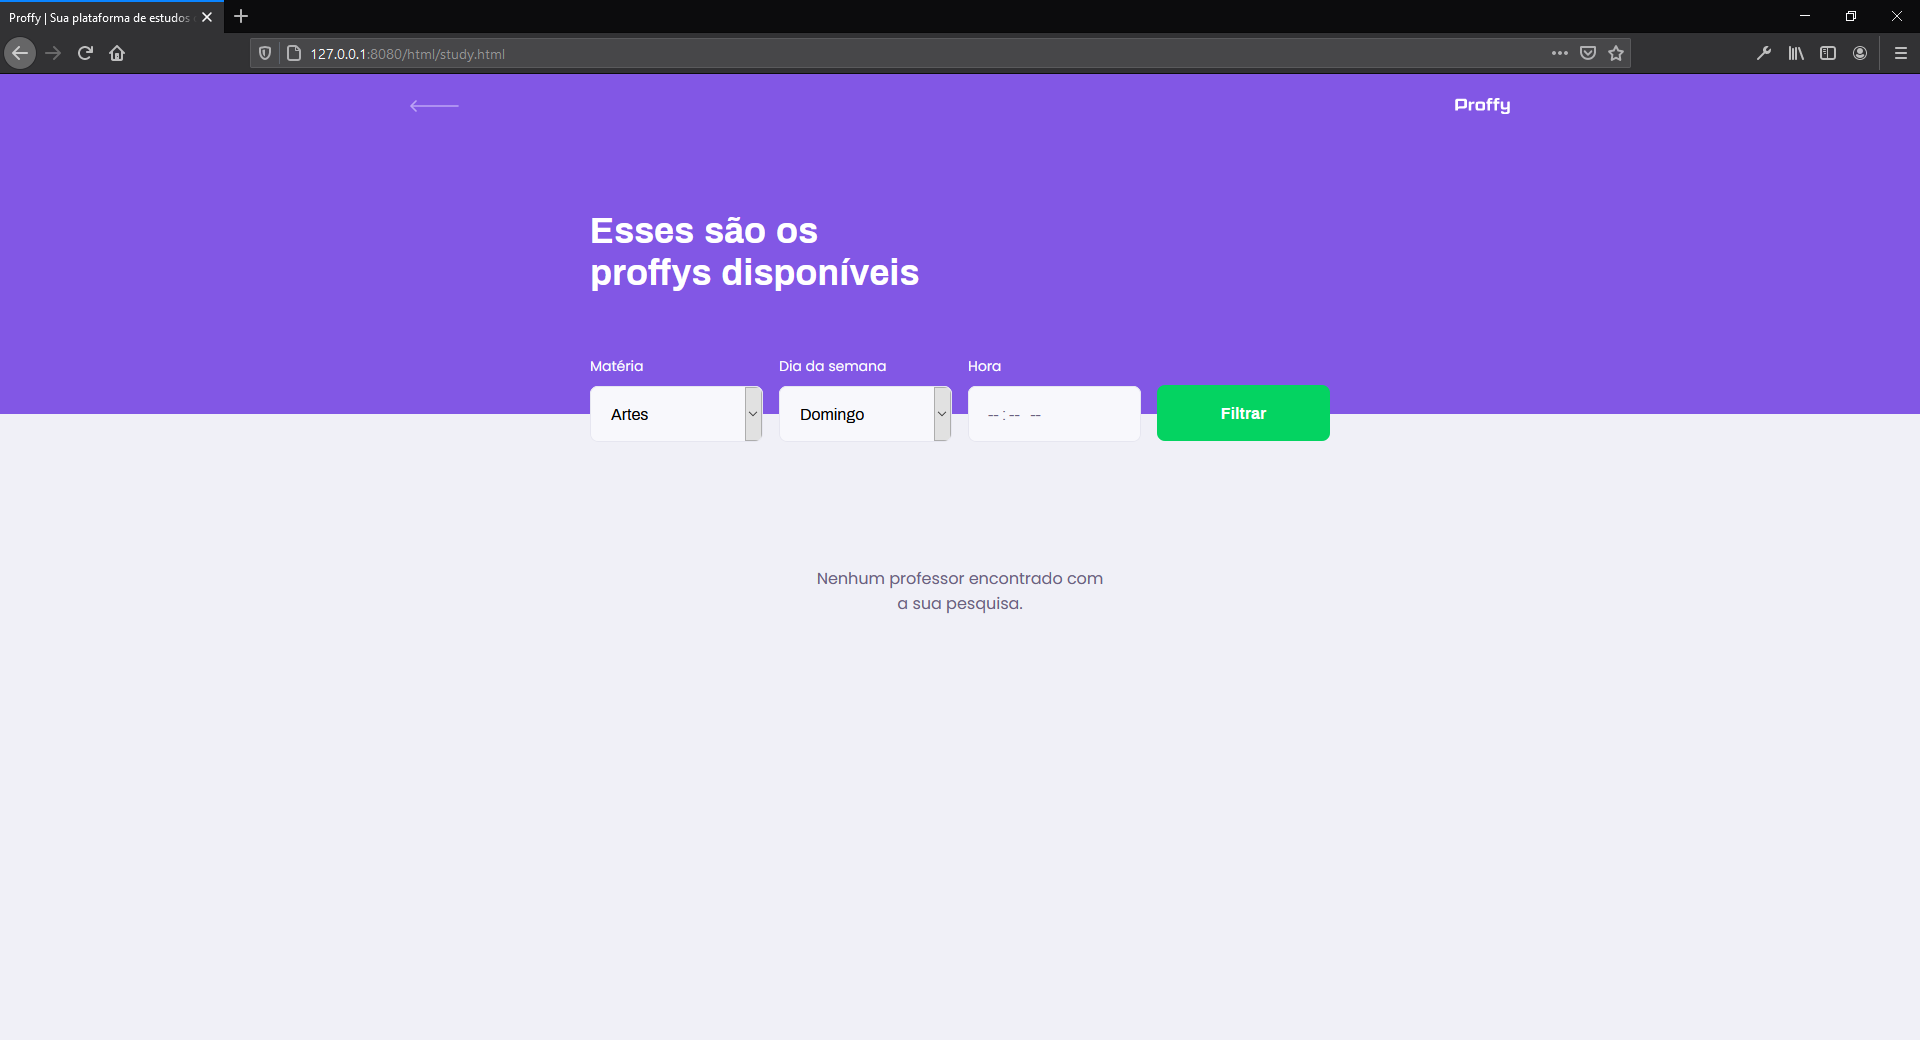 Proffy | Sua plataforma de estudos
127.0.0.1:8080/html/study.html
Proffy
Esses são os
proffys disponíveis
Matéria
Dia da semana
Hora
Artes
Domingo
-- : -- --
Filtrar
Nenhum professor encontrado com
a sua pesquisa.